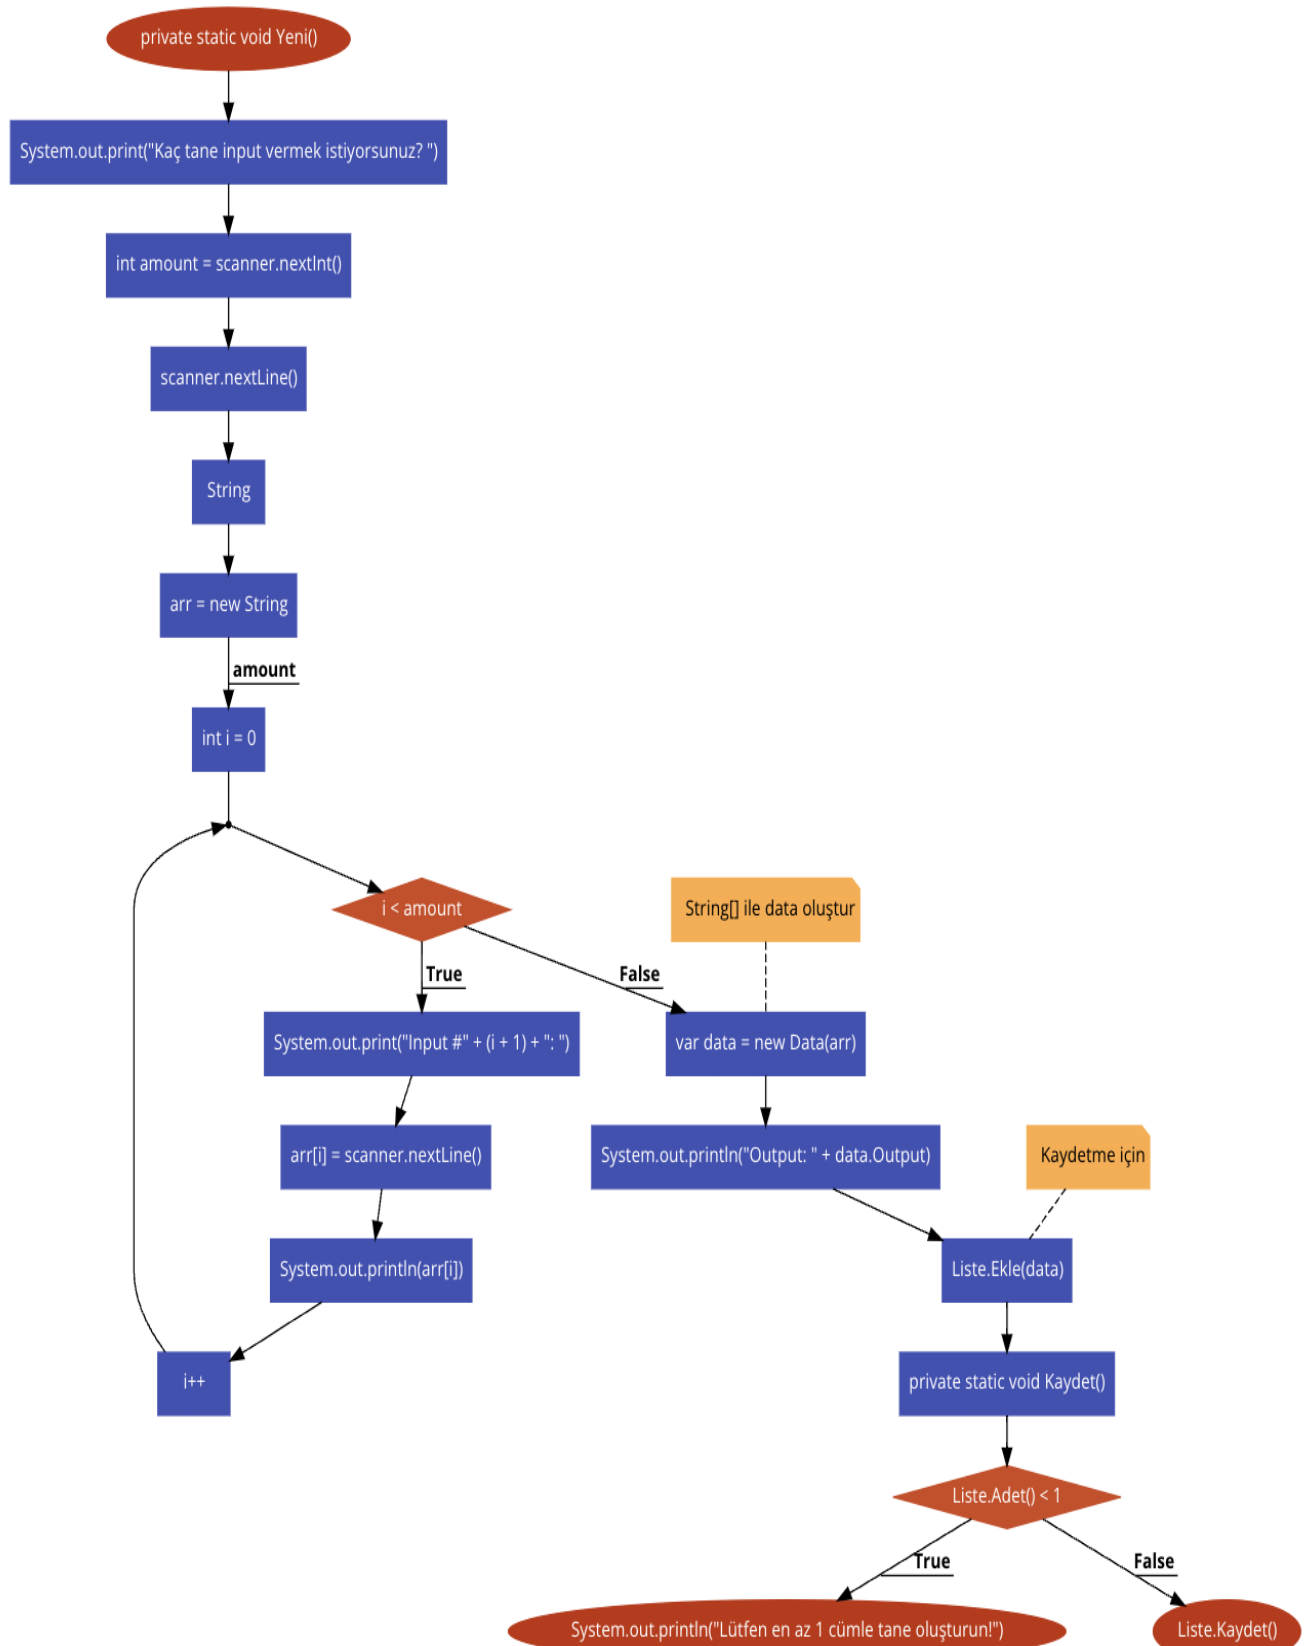 private static void Yeni()
System.out.print("Kaç tane input vermek istiyorsunuz? ")
int amount = scanner.nextInt()
scanner.nextLine()
String
arr = new String
amount
int i = 0
i < amount
String[] ile data oluştur
True
False
System.out.print("Input #" + (i + 1) + ": ")
var data = new Data(arr)
arr[i] = scanner.nextLine()
System.out.println("Output: " + data.Output)
Kaydetme için
System.out.println(arr[i])
Liste.Ekle(data)
i++
private static void Kaydet()
Liste.Adet() < 1
True
False
System.out.println("Lütfen en az 1 cümle tane oluşturun!")
Liste.Kaydet()